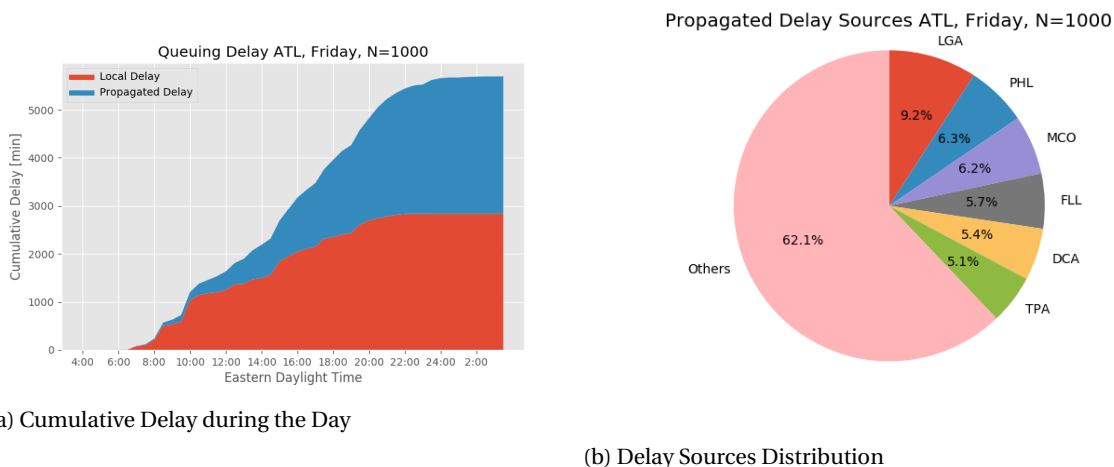 Queuing Delay ATL, Friday, N=1000
Local Delay
Propagated Delay
Cumulative Delay [min]
5000
4000
3000
2000
1000
0
4:00 6:00 8:00 10:00 12:00 14:00 16:00 18:00 20:00 22:00 24:00 2:00
Eastern Daylight Time
a) Cumulative Delay during the Day
Propagated Delay Sources ATL, Friday, N=1000
LGA
9.2%
PHL
6.3%
MCO
6.2%
FLL
5.7%
DCA
5.4%
TPA
5.1%
Others
62.1%
(b) Delay Sources Distribution